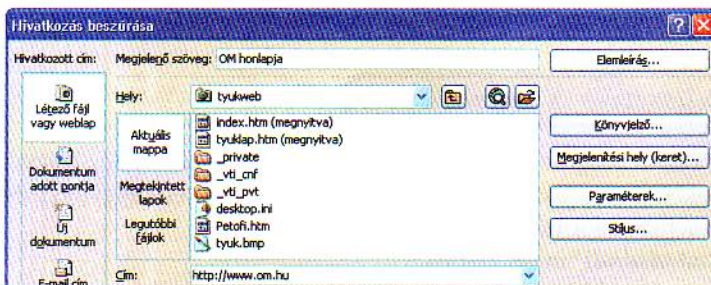 Hivatkozás beszúrása
Hivatkozott cím:
Megjelenő szöveg: OM honlapja
Elemleírás...
Létező fájl
vagy weblap
Hely:
tyukweb
Aktuális
mappa
index.htm (megnyitva)
tyuklap.htm (megnyitva)
_private
_vti_cnf
_vti_pvt
desktop.ini
Petofi.htm
tyuk.bmp
Könyvjelző...
Dokumentum
adott pontja
Megtekintett
lapok
Megjelenítési hely (keret)...
Új
dokumentum
Legutóbbi
fájlok
Paraméterek...
Stílus...
E-mail cím
Cím:
http://www.om.hu